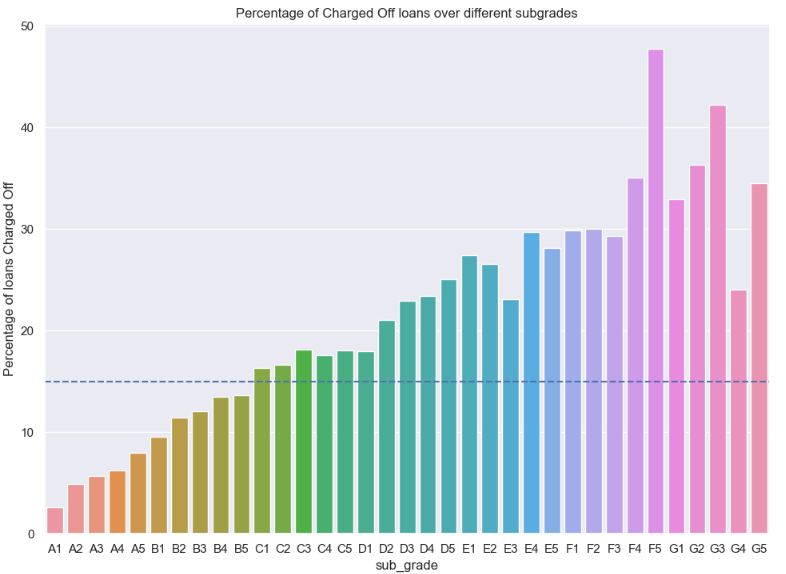 Percentage of Charged Off loans over different subgrades
Percentage of loans Charged Off
50
40
30
20
10
0
A1 A2 A3 A4 A5 B1 B2 B3 B4 B5 C1 C2 C3 C4 C5 D1 D2 D3 D4 D5 E1 E2 E3 E4 E5 F1 F2 F3 F4 F5 G1 G2 G3 G4 G5
sub_grade